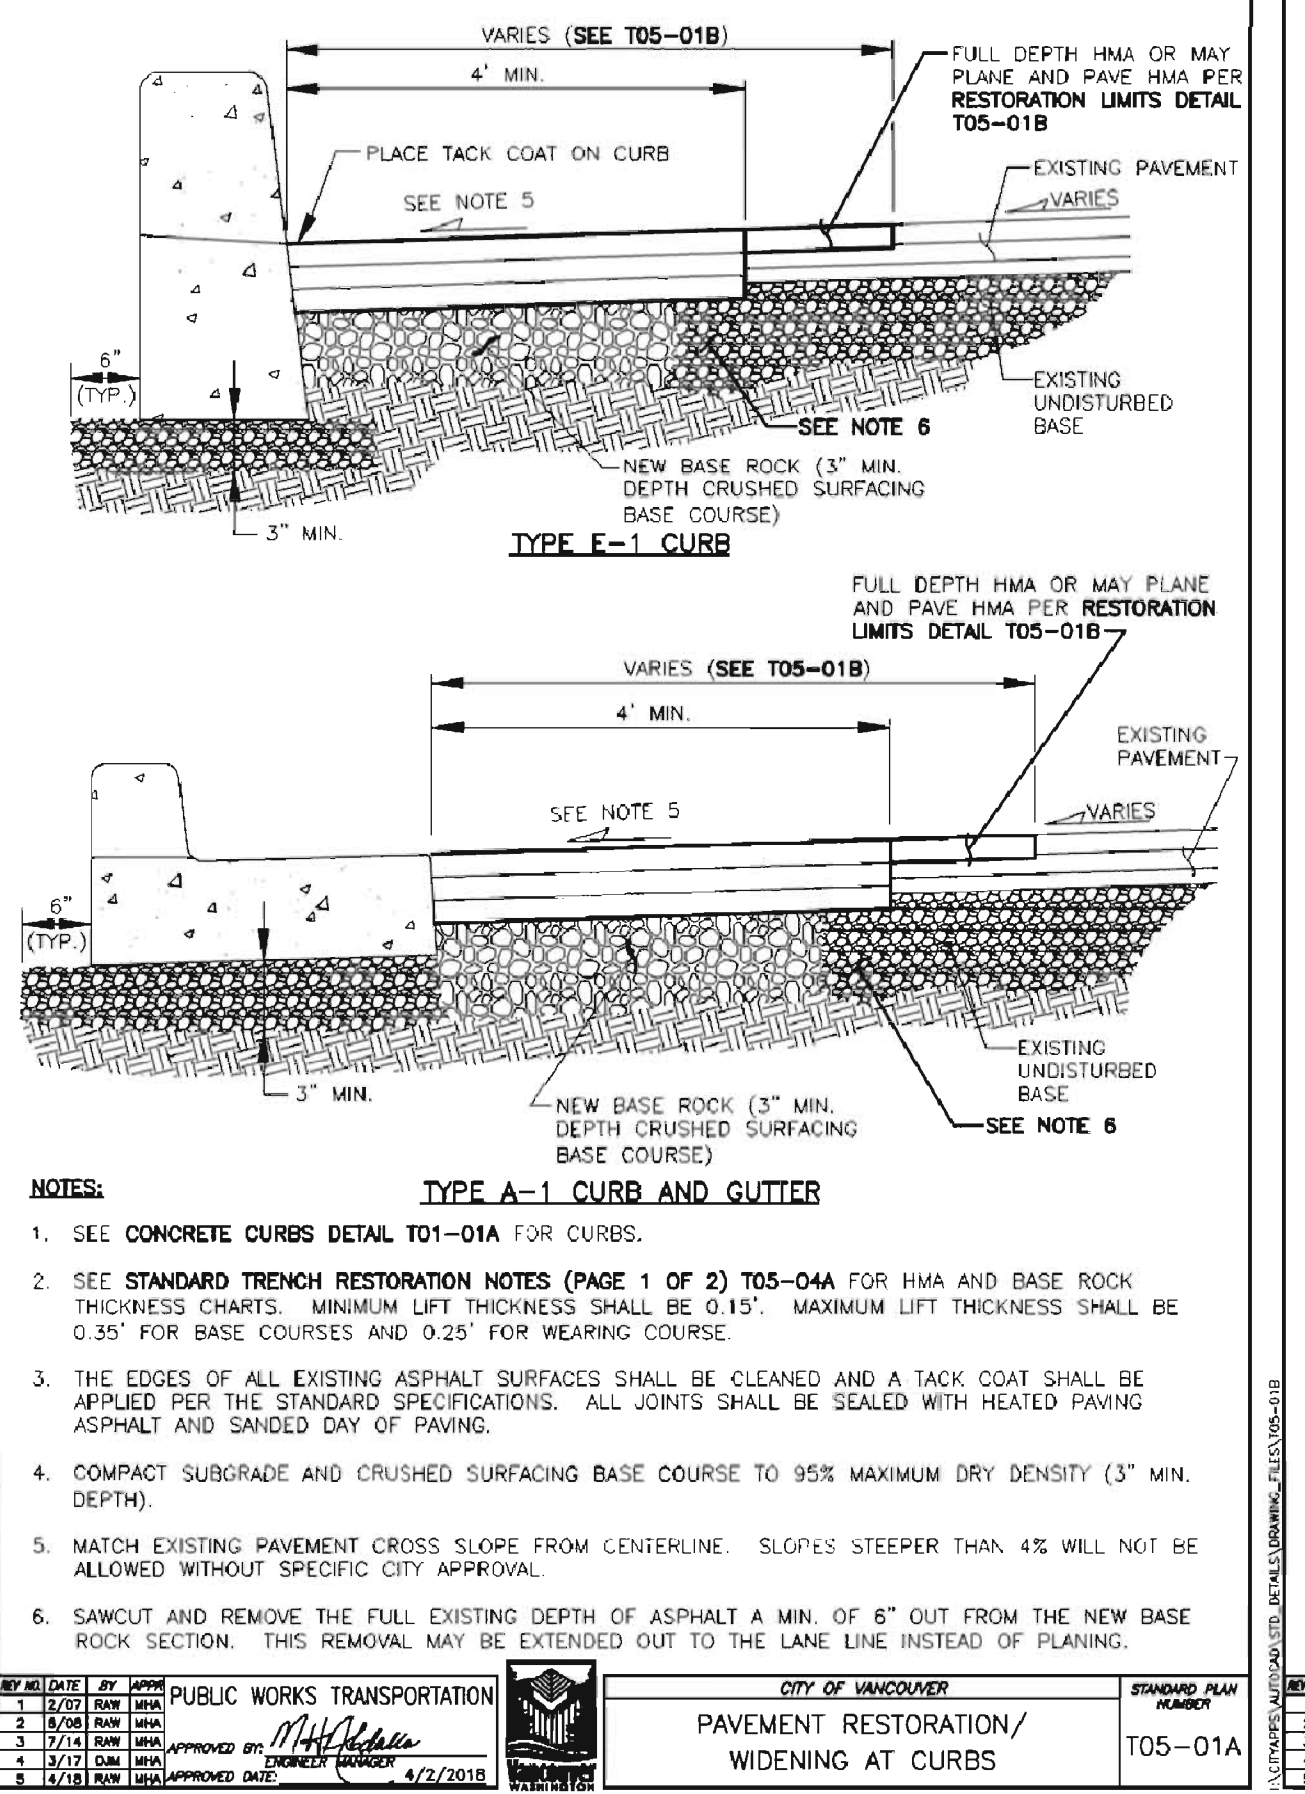 VARIES (SEE T05-01B)
4' MIN.
FULL DEPTH HMA OR MAY
PLANE AND PAVE HMA PER
RESTORATION LIMITS DETAIL
T05-01B
PLACE TACK COAT ON CURB
EXISTING PAVEMENT
SEE NOTE 5
VARIES
6"
(TYP.)
EXISTING
UNDISTURBED
BASE
SEE NOTE 6
NEW BASE ROCK (3" MIN.
DEPTH CRUSHED SURFACING
BASE COURSE)
3" MIN.
TYPE E-1 CURB
FULL DEPTH HMA OR MAY PLANE
AND PAVE HMA PER RESTORATION
LIMITS DETAIL T05-01B
VARIES (SEE T05-01B)
4' MIN.
EXISTING
PAVEMENT
SEE NOTE 5
VARIES
6"
(TYP.)
EXISTING
UNDISTURBED
BASE
3" MIN.
NEW BASE ROCK (3" MIN.
DEPTH CRUSHED SURFACING
BASE COURSE)
SEE NOTE 6
NOTES:
TYPE A-1 CURB AND GUTTER
1. SEE CONCRETE CURBS DETAIL T01-01A FOR CURBS.
2. SEE STANDARD TRENCH RESTORATION NOTES (PAGE 1 OF 2) T05-04A FOR HMA AND BASE ROCK
THICKNESS CHARTS. MINIMUM LIFT THICKNESS SHALL BE 0.15'. MAXIMUM LIFT THICKNESS SHALL BE
0.35' FOR BASE COURSES AND 0.25' FOR WEARING COURSE.
3. THE EDGES OF ALL EXISTING ASPHALT SURFACES SHALL BE CLEANED AND A TACK COAT SHALL BE
APPLIED PER THE STANDARD SPECIFICATIONS. ALL JOINTS SHALL BE SEALED WITH HEATED PAVING
ASPHALT AND SANDED DAY OF PAVING.
4. COMPACT SUBGRADE AND CRUSHED SURFACING BASE COURSE TO 95% MAXIMUM DRY DENSITY (3" MIN.
DEPTH).
5. MATCH EXISTING PAVEMENT CROSS SLOPE FROM CENTERLINE. SLOPES STEEPER THAN 4% WILL NOT BE
ALLOWED WITHOUT SPECIFIC CITY APPROVAL.
6. SAWCUT AND REMOVE THE FULL EXISTING DEPTH OF ASPHALT A MIN. OF 6" OUT FROM THE NEW BASE
ROCK SECTION. THIS REMOVAL MAY BE EXTENDED OUT TO THE LANE LINE INSTEAD OF PLANING.
REV NO. DATE BY APPR
1 2/07 RAW MHA
2 6/08 RAW MHA
3 7/14 RAW MHA
4 3/17 DJM MHA
5 4/18 RAW MHA
PUBLIC WORKS TRANSPORTATION
APPROVED BY:
ENGINEER MANAGER
APPROVED DATE: 4/2/2018
Vancouver
WASHINGTON
CITY OF VANCOUVER
PAVEMENT RESTORATION/
WIDENING AT CURBS
STANDARD PLAN
NUMBER
T05-01A
I:\CITYAPPS\AUTOCAD\STD_DETAILS\DRAWING_FILES\T05-01B
REV